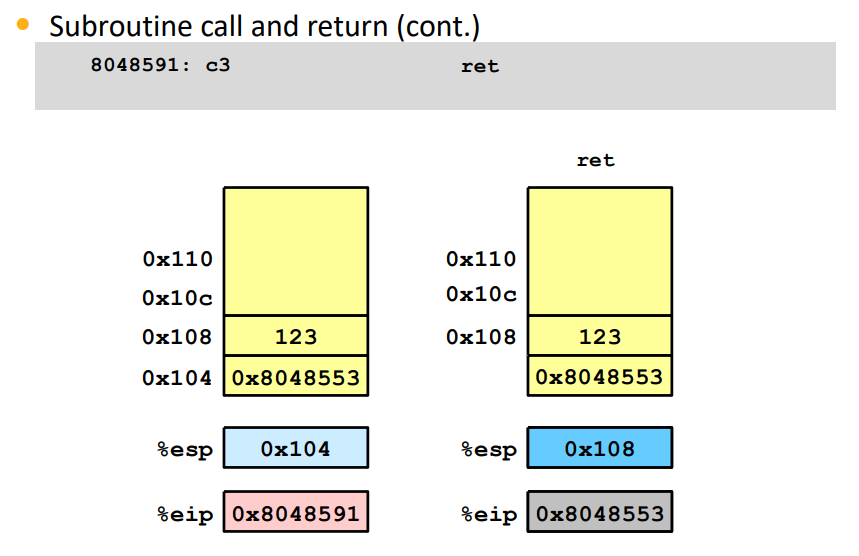 Subroutine call and return (cont.)
8048591: c3 ret
ret
0x110 0x110
0x10c 0x10c
0x108 123 0x108 123
0x104 0x8048553 0x8048553
%esp 0x104 %esp 0x108
%eip 0x8048591 %eip 0x8048553